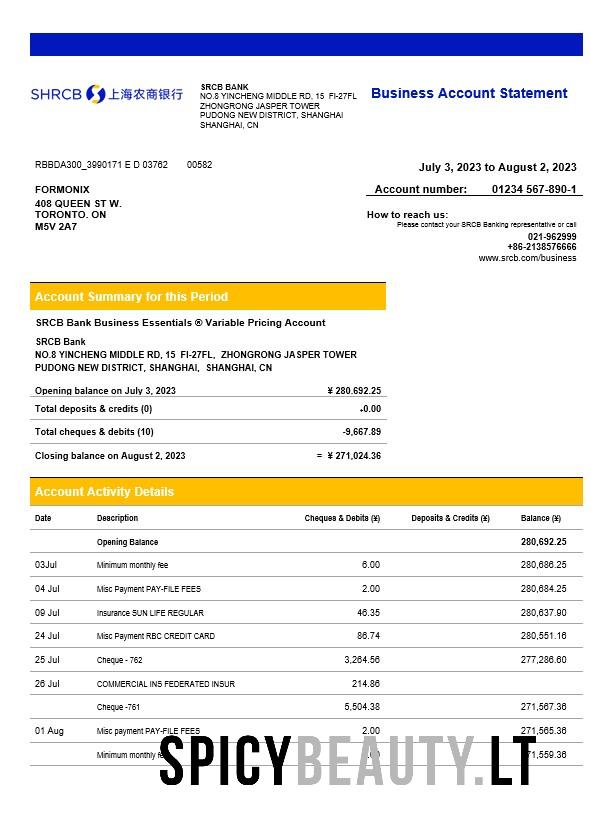 SHRCB 上海农商银行
SRCB BANK
NO.8 YINCHENG MIDDLE RD, 15 FI-27FL
ZHONGRONG JASPER TOWER
PUDONG NEW DISTRICT, SHANGHAI
SHANGHAI, CN
Business Account Statement
RBBDA300_3990171 E D 03762 00582
July 3, 2023 to August 2, 2023
Account number: 01234 567-890-1
FORMONIX
408 QUEEN ST W.
TORONTO. ON
M5V 2A7
How to reach us:
Please contact your SRCB Banking representative or call
021-962999
+86-2138576666
www.srcb.com/business
Account Summary for this Period
SRCB Bank Business Essentials ® Variable Pricing Account
SRCB Bank
NO.8 YINCHENG MIDDLE RD, 15 FI-27FL, ZHONGRONG JASPER TOWER
PUDONG NEW DISTRICT, SHANGHAI, SHANGHAI, CN
Opening balance on July 3, 2023 ¥ 280,692.25
Total deposits & credits (0) +0.00
Total cheques & debits (10) -9,667.89
Closing balance on August 2, 2023 = ¥ 271,024.36
Account Activity Details
Date Description Cheques & Debits (¥) Deposits & Credits (¥) Balance (¥)
Opening Balance 280,692.25
03Jul Minimum monthly fee 6.00 280,686.25
04 Jul Misc Payment PAY-FILE FEES 2.00 280,684.25
09 Jul Insurance SUN LIFE REGULAR 46.35 280,637.90
24 Jul Misc Payment RBC CREDIT CARD 86.74 280,551.16
25 Jul Cheque - 762 3,264.56 277,286.60
26 Jul COMMERCIAL INS FEDERATED INSUR 214.86
Cheque -761 5,504.38 271,567.36
01 Aug Misc payment PAY-FILE FEES 2.00 271,565.36
Minimum monthly
SPICYBEAUTY.LT